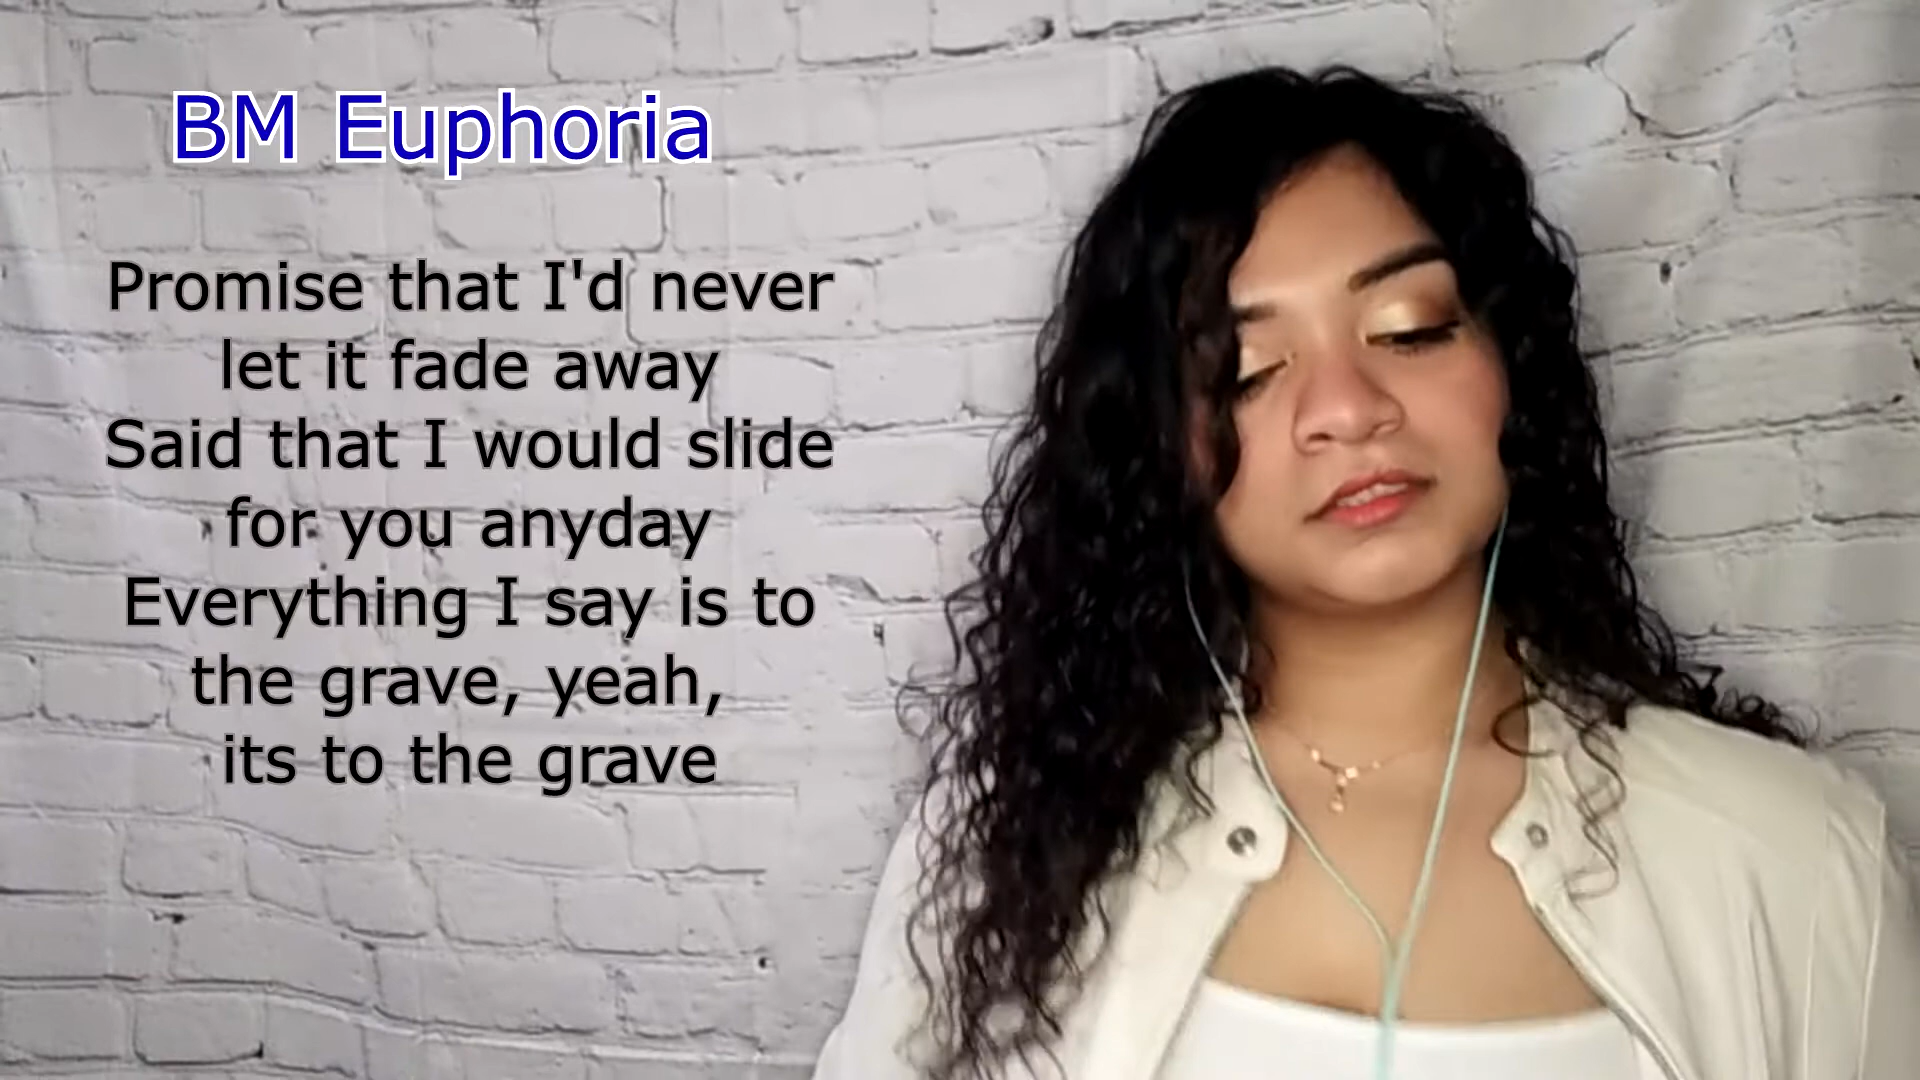 BM Euphoria
Promise that I'd never
let it fade away
Said that I would slide
for you anyday
Everything I say is to
the grave, yeah,
its to the grave